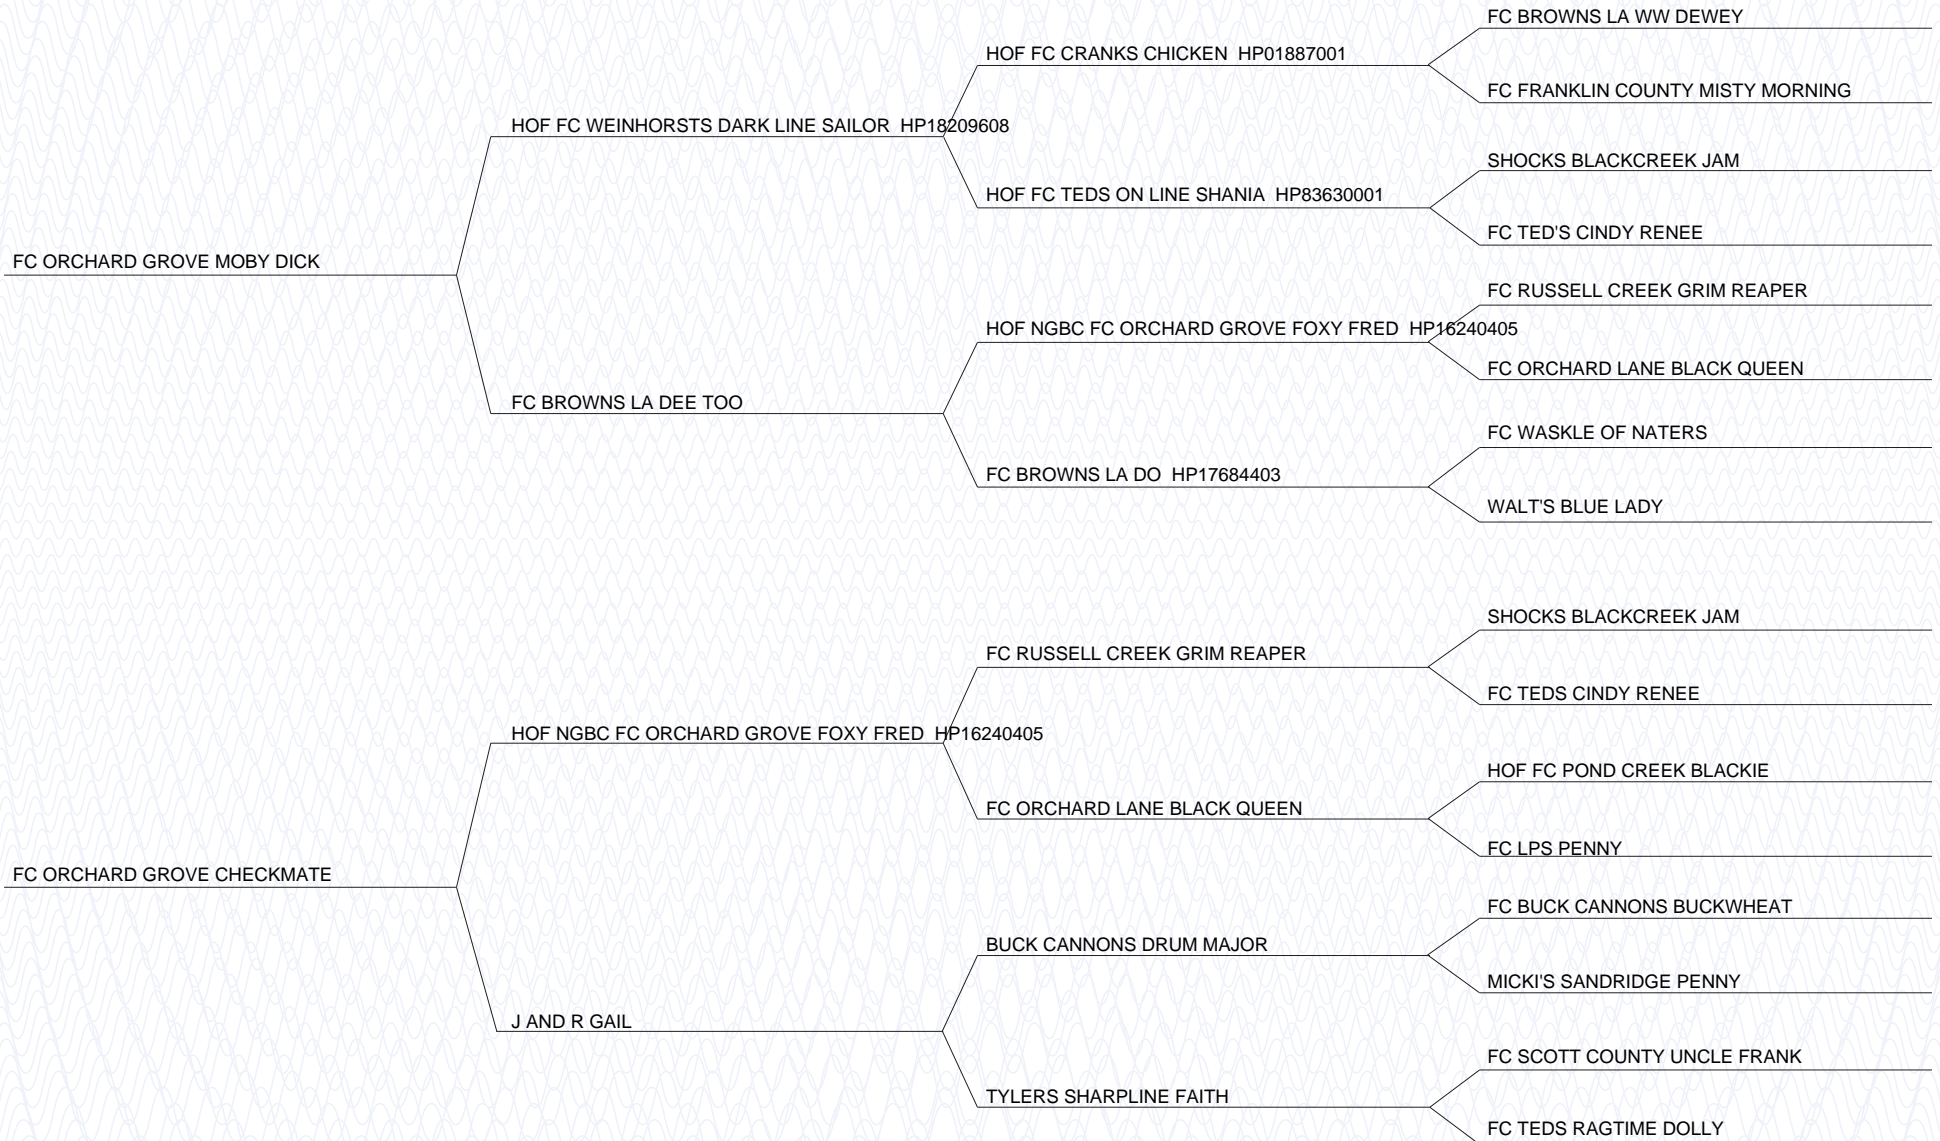 FC BROWNS LA WW DEWEY
HOF FC CRANKS CHICKEN HP01887001
FC FRANKLIN COUNTY MISTY MORNING
HOF FC WEINHORSTS DARK LINE SAILOR HP18209608
SHOCKS BLACKCREEK JAM
HOF FC TEDS ON LINE SHANIA HP83630001
FC TED'S CINDY RENEE
FC ORCHARD GROVE MOBY DICK
FC RUSSELL CREEK GRIM REAPER
HOF NGBC FC ORCHARD GROVE FOXY FRED HP16240405
FC ORCHARD LANE BLACK QUEEN
FC BROWNS LA DEE TOO
FC WASKLE OF NATERS
FC BROWNS LA DO HP17684403
WALT'S BLUE LADY
SHOCKS BLACKCREEK JAM
FC RUSSELL CREEK GRIM REAPER
FC TEDS CINDY RENEE
HOF NGBC FC ORCHARD GROVE FOXY FRED HP16240405
HOF FC POND CREEK BLACKIE
FC ORCHARD LANE BLACK QUEEN
FC LPS PENNY
FC ORCHARD GROVE CHECKMATE
FC BUCK CANNONS BUCKWHEAT
BUCK CANNONS DRUM MAJOR
MICKI'S SANDRIDGE PENNY
J AND R GAIL
FC SCOTT COUNTY UNCLE FRANK
TYLERS SHARPLINE FAITH
FC TEDS RAGTIME DOLLY